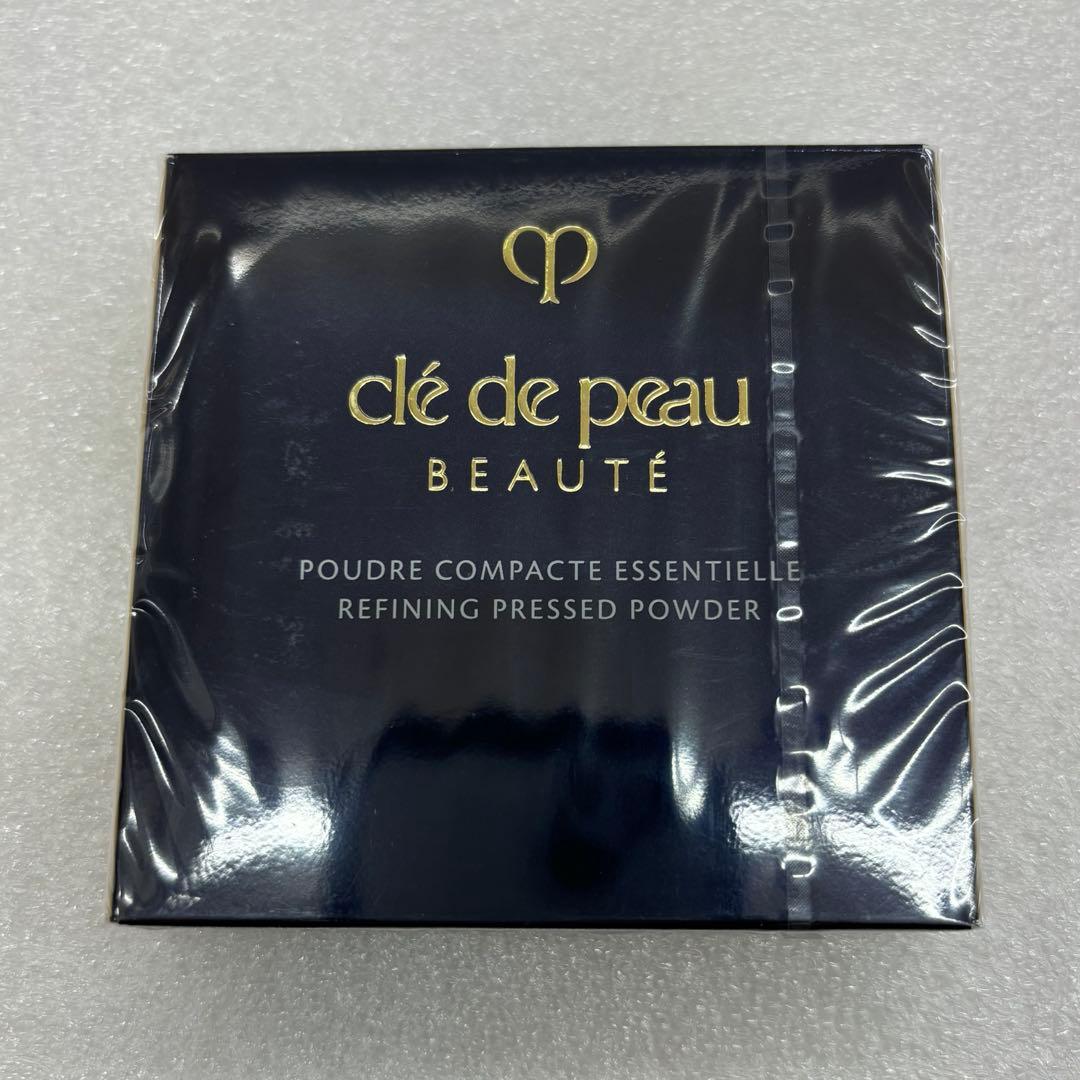 clé de peau
BEAUTÉ
POUDRE COMPACTE ESSENTIELLE
REFINING PRESSED POWDER